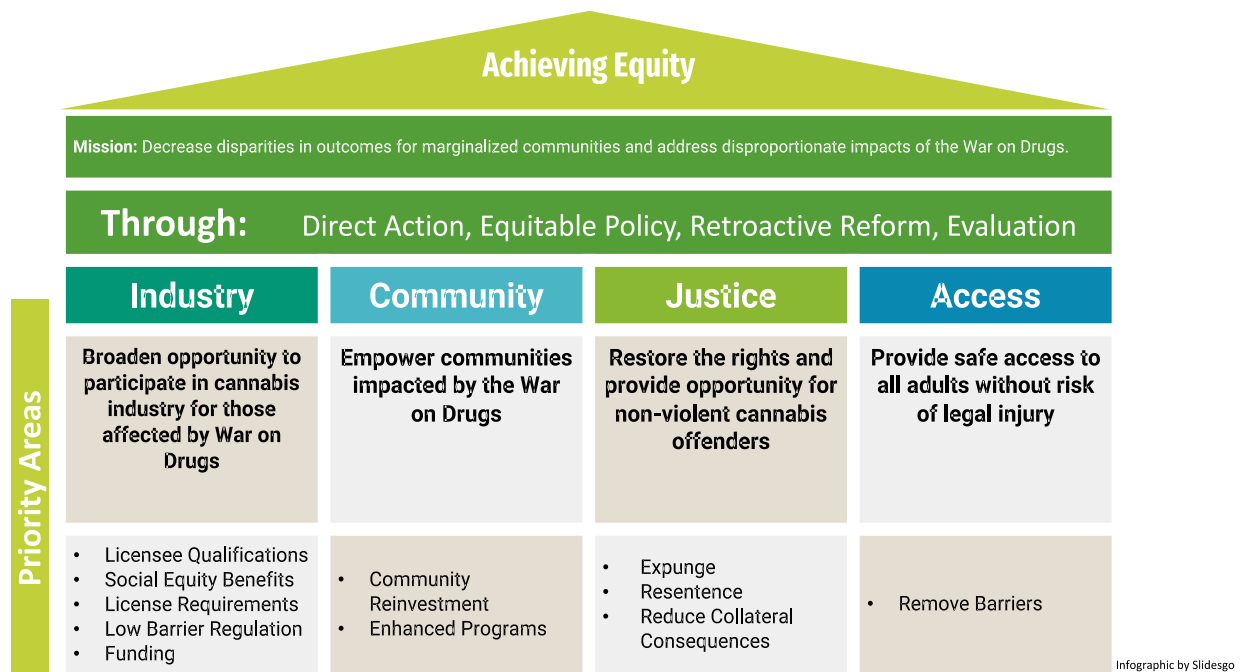 Achieving Equity
Mission: Decrease disparities in outcomes for marginalized communities and address disproportionate impacts of the War on Drugs.
Through: Direct Action, Equitable Policy, Retroactive Reform, Evaluation
Priority Areas
Industry
Broaden opportunity to
participate in cannabis
industry for those
affected by War on
Drugs
• Licensee Qualifications
• Social Equity Benefits
• License Requirements
• Low Barrier Regulation
• Funding
Community
Empower communities
impacted by the War
on Drugs
• Community
Reinvestment
• Enhanced Programs
Justice
Restore the rights and
provide opportunity for
non-violent cannabis
offenders
• Expunge
• Resentence
• Reduce Collateral
Consequences
Access
Provide safe access to
all adults without risk
of legal injury
• Remove Barriers
Infographic by Slidesgo